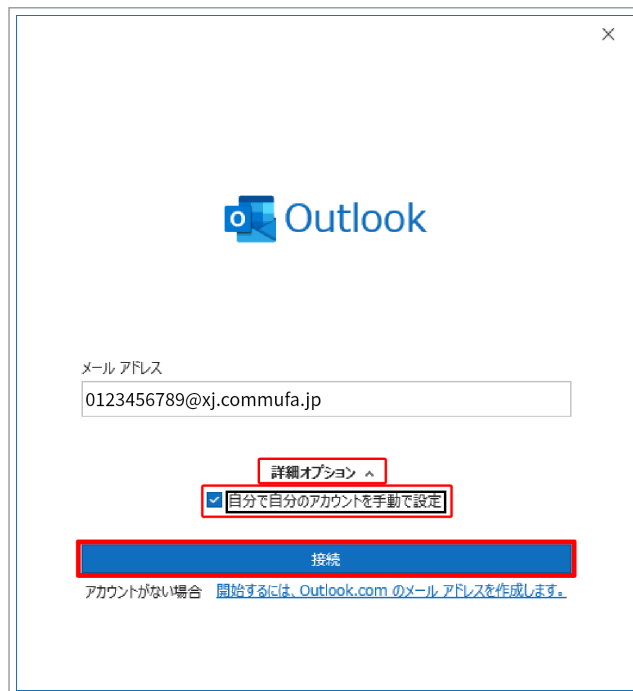 Outlook
メール アドレス
0123456789@xj.commufa.jp
詳細オプション
自分で自分のアカウントを手動で設定
接続
アカウントがない場合 開始するには、Outlook.com のメール アドレスを作成します。